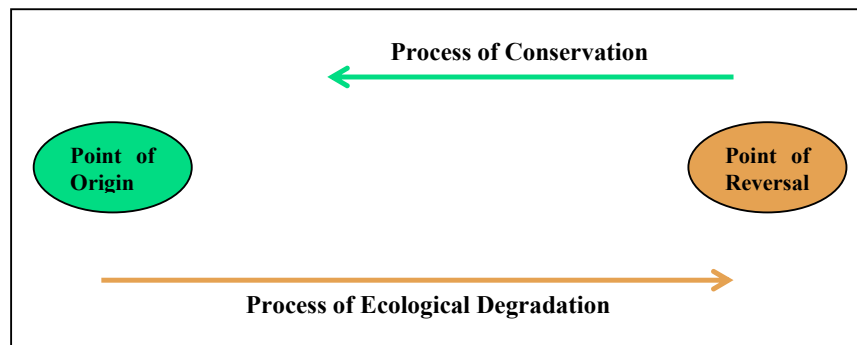 Process of Conservation
Point of
Origin
Point of
Reversal
Process of Ecological Degradation